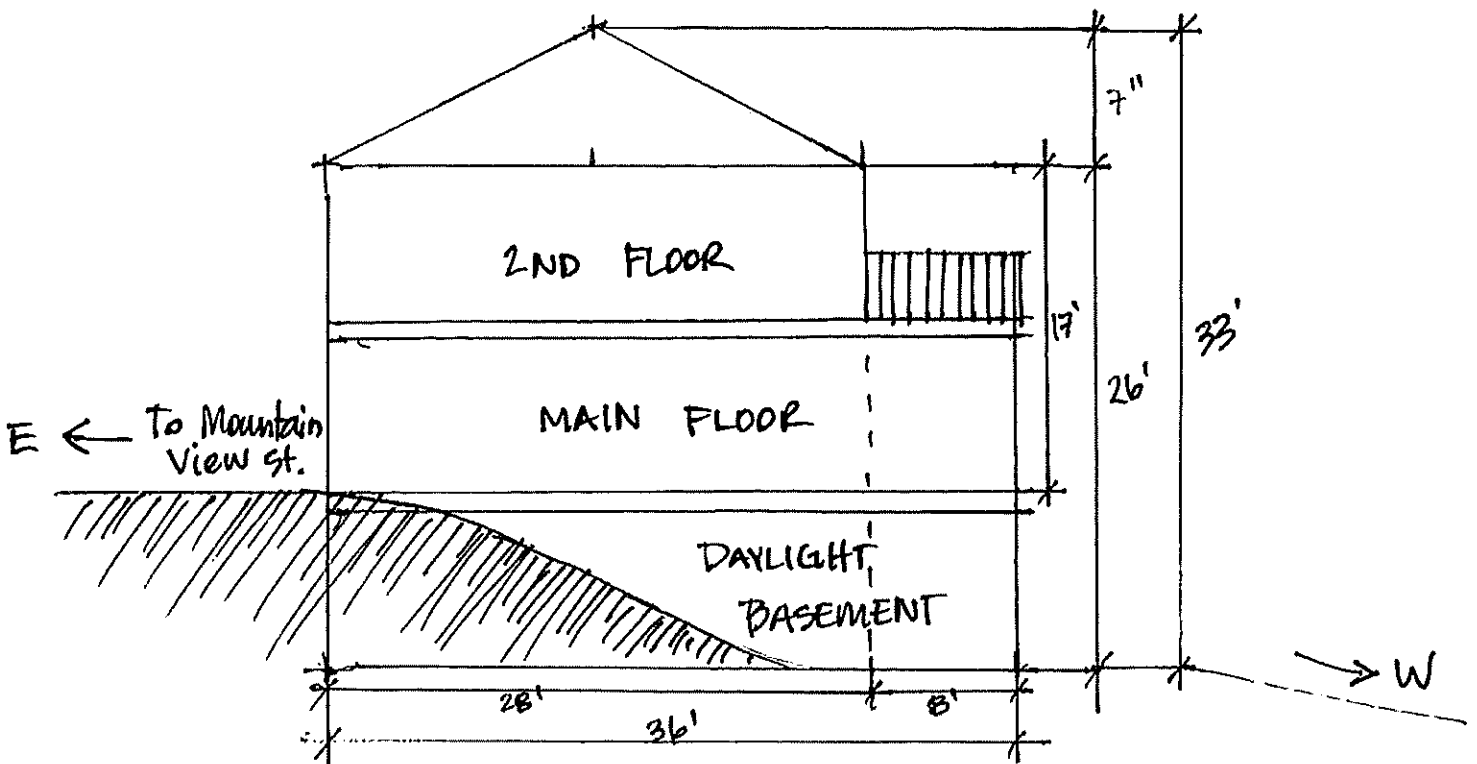 7"
2ND FLOOR
17'
33'
26'
MAIN FLOOR
E ← To Mountain
View St.
DAYLIGHT
BASEMENT
W
28'
8'
36'